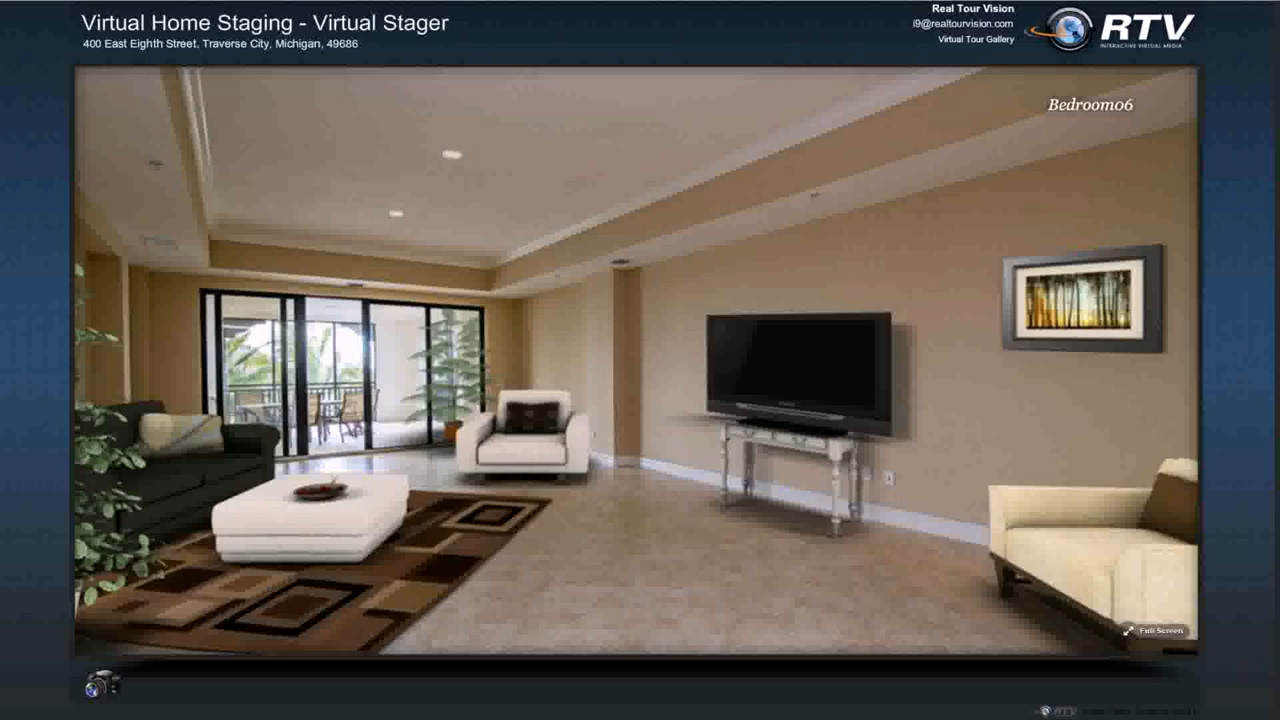 Virtual Home Staging - Virtual Stager
400 East Eighth Street, Traverse City, Michigan, 49686
Real Tour Vision
i9@realtourvision.com
Virtual Tour Gallery
RTV
INTERACTIVE VIRTUAL MEDIA
Bedroom06
Full Screen
RTV